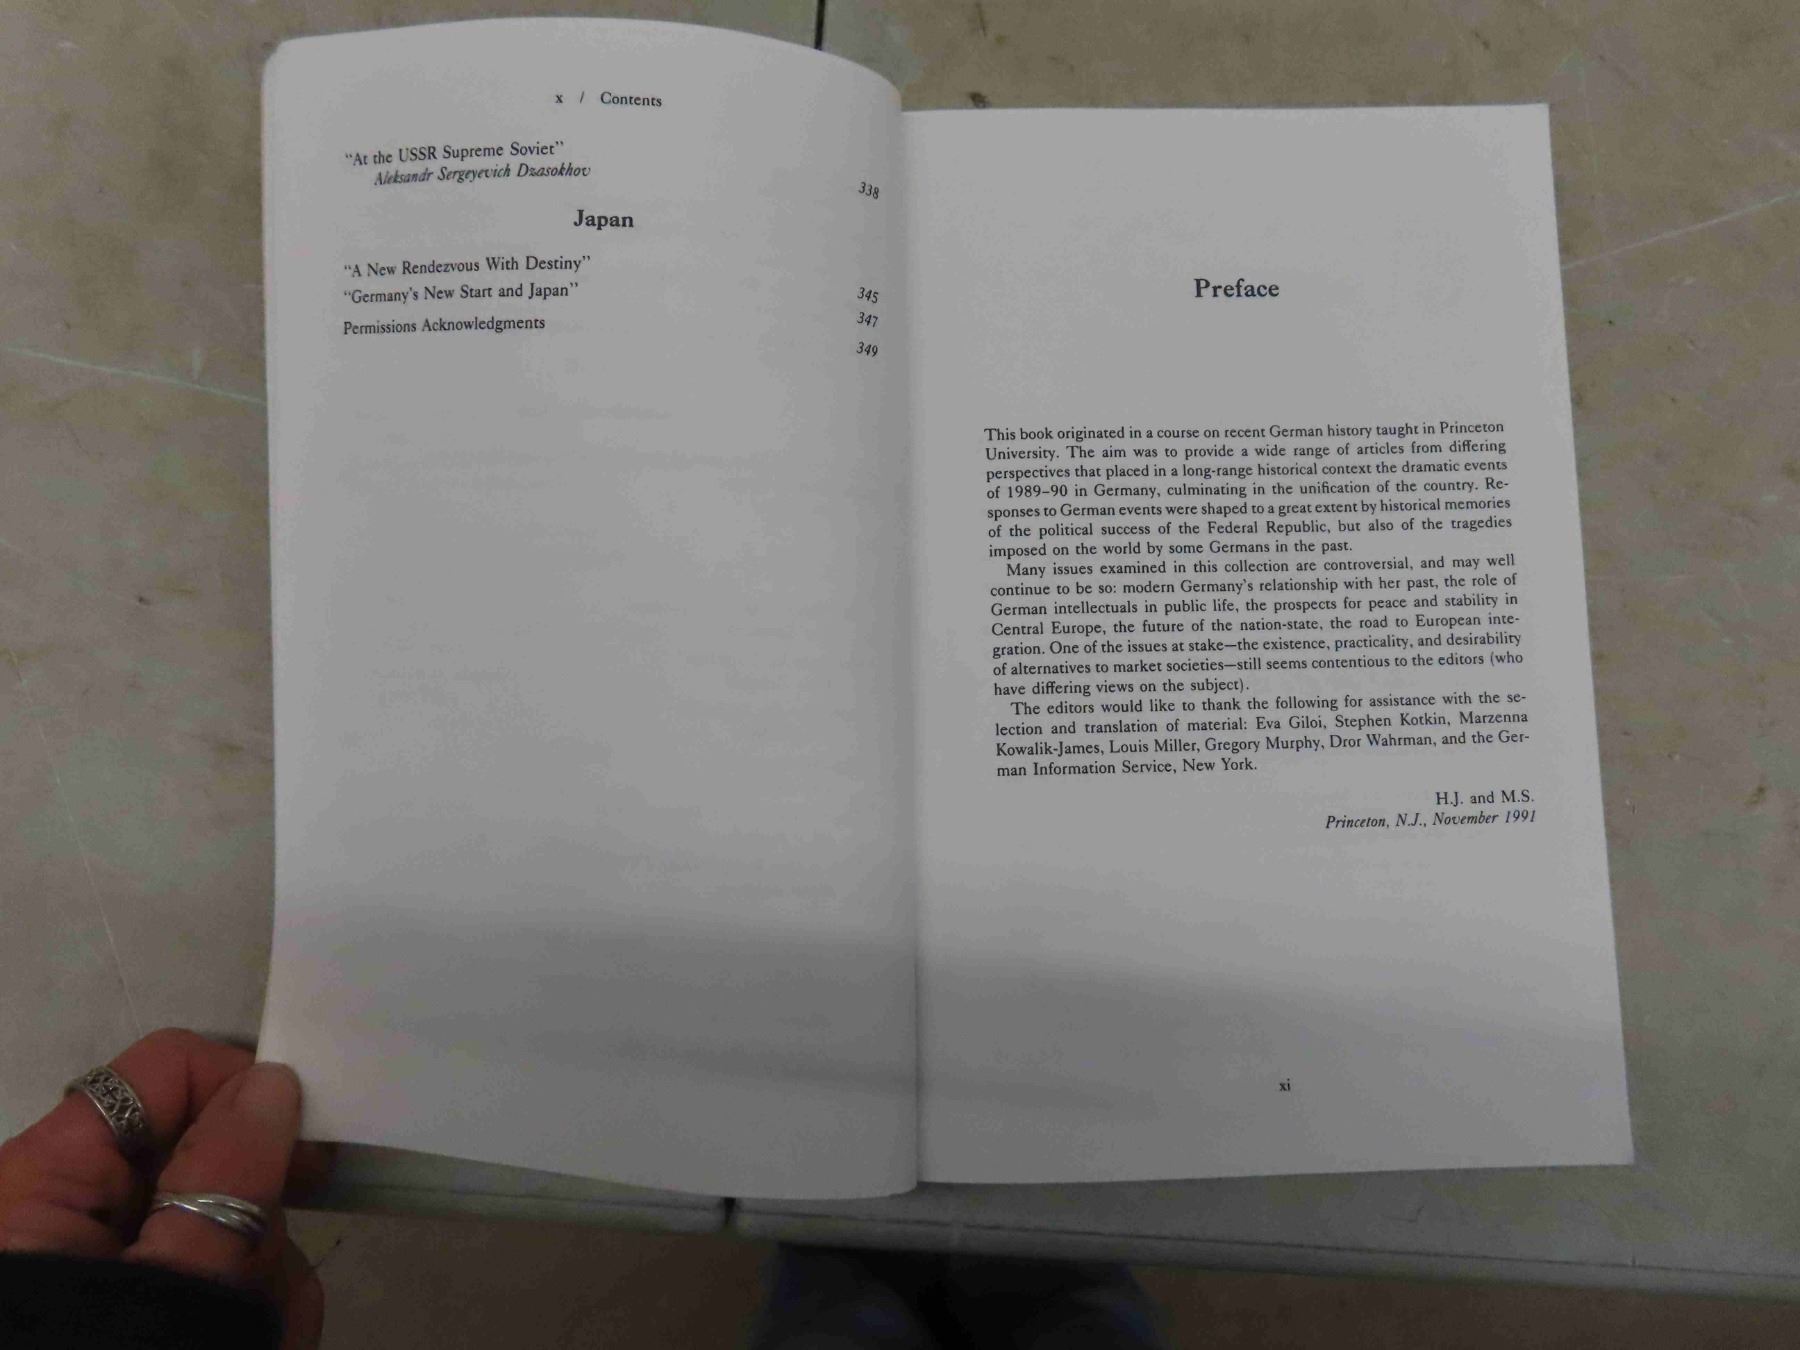 x / Contents
"At the USSR Supreme Soviet"
Aleksandr Sergeyevich Dzasokhov 338
Japan
"A New Rendezvous With Destiny" 345
"Germany's New Start and Japan" 347
Permissions Acknowledgments 349
Preface
This book originated in a course on recent German history taught in Princeton
University. The aim was to provide a wide range of articles from differing
perspectives that placed in a long-range historical context the dramatic events
of 1989–90 in Germany, culminating in the unification of the country. Re-
sponses to German events were shaped to a great extent by historical memories
of the political success of the Federal Republic, but also of the tragedies
imposed on the world by some Germans in the past.
Many issues examined in this collection are controversial, and may well
continue to be so: modern Germany's relationship with her past, the role of
German intellectuals in public life, the prospects for peace and stability in
Central Europe, the future of the nation-state, the road to European inte-
gration. One of the issues at stake—the existence, practicality, and desirability
of alternatives to market societies—still seems contentious to the editors (who
have differing views on the subject).
The editors would like to thank the following for assistance with the se-
lection and translation of material: Eva Giloi, Stephen Kotkin, Marzenna
Kowalik-James, Louis Miller, Gregory Murphy, Dror Wahrman, and the Ger-
man Information Service, New York.
H.J. and M.S.
Princeton, N.J., November 1991
xi